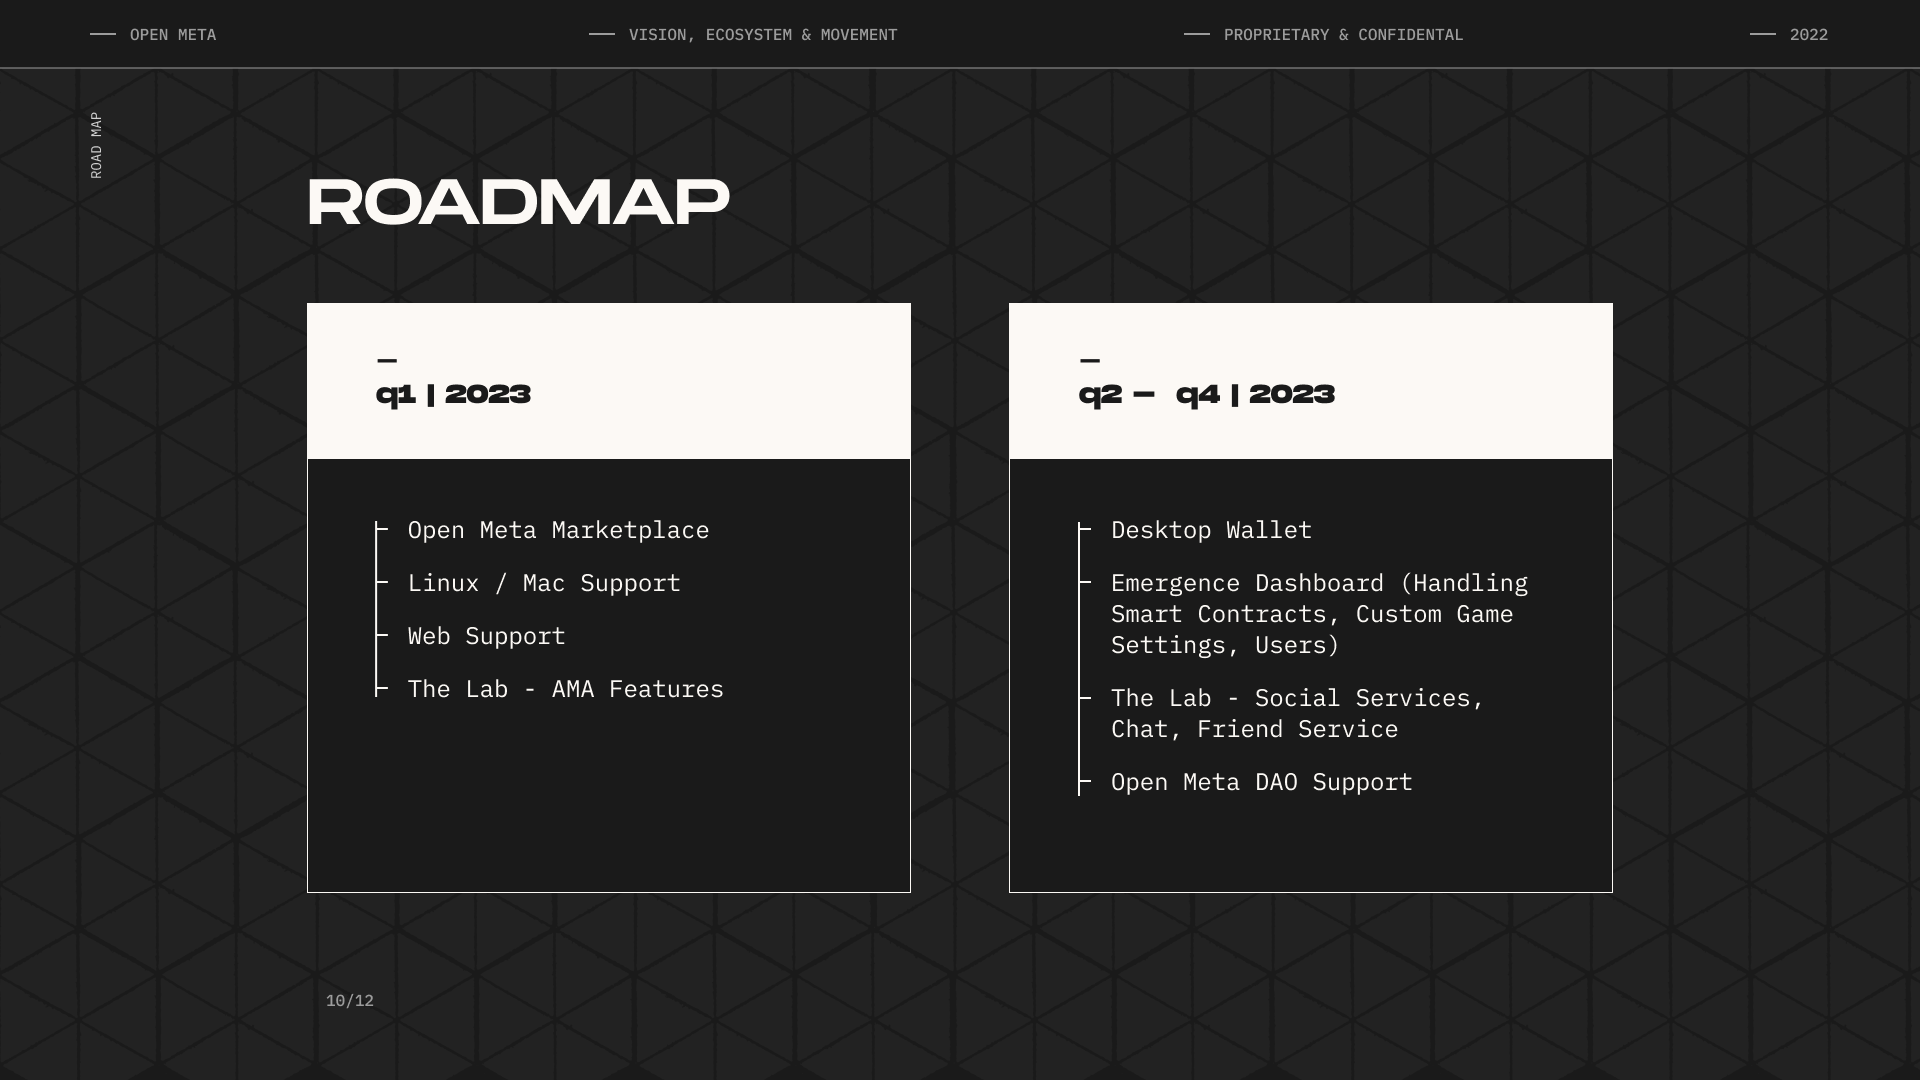 — OPEN META
— VISION, ECOSYSTEM & MOVEMENT
— PROPRIETARY & CONFIDENTAL
— 2022
ROAD MAP
ROADMAP
—
q1 | 2023
Open Meta Marketplace
Linux / Mac Support
Web Support
The Lab - AMA Features
—
q2 — q4 | 2023
Desktop Wallet
Emergence Dashboard (Handling
Smart Contracts, Custom Game
Settings, Users)
The Lab - Social Services,
Chat, Friend Service
Open Meta DAO Support
10/12